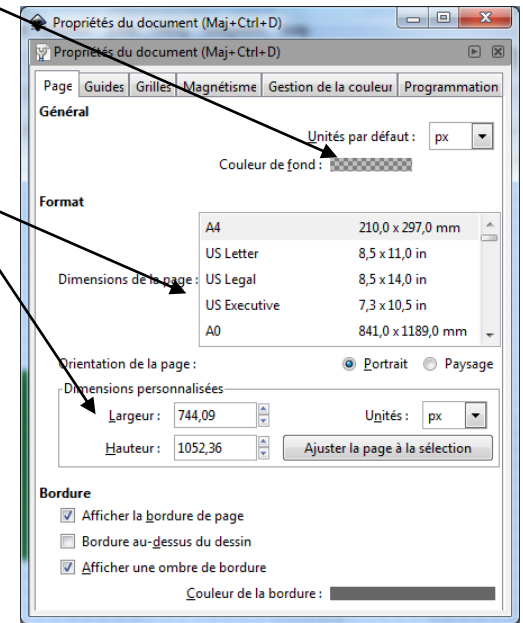 Propriétés du document (Maj+Ctrl+D)
Propriétés du document (Maj+Ctrl+D)
Page Guides Grilles Magnétisme Gestion de la couleur Programmation
Général
Unités par défaut : px
Couleur de fond :
Format
A4 210,0 x 297,0 mm
US Letter 8,5 x 11,0 in
Dimensions de la page : US Legal 8,5 x 14,0 in
US Executive 7,3 x 10,5 in
A0 841,0 x 1189,0 mm
Orientation de la page : Portrait Paysage
Dimensions personnalisées
Largeur : 744,09 Unités : px
Hauteur : 1052,36 Ajuster la page à la sélection
Bordure
Afficher la bordure de page
Bordure au-dessus du dessin
Afficher une ombre de bordure
Couleur de la bordure :